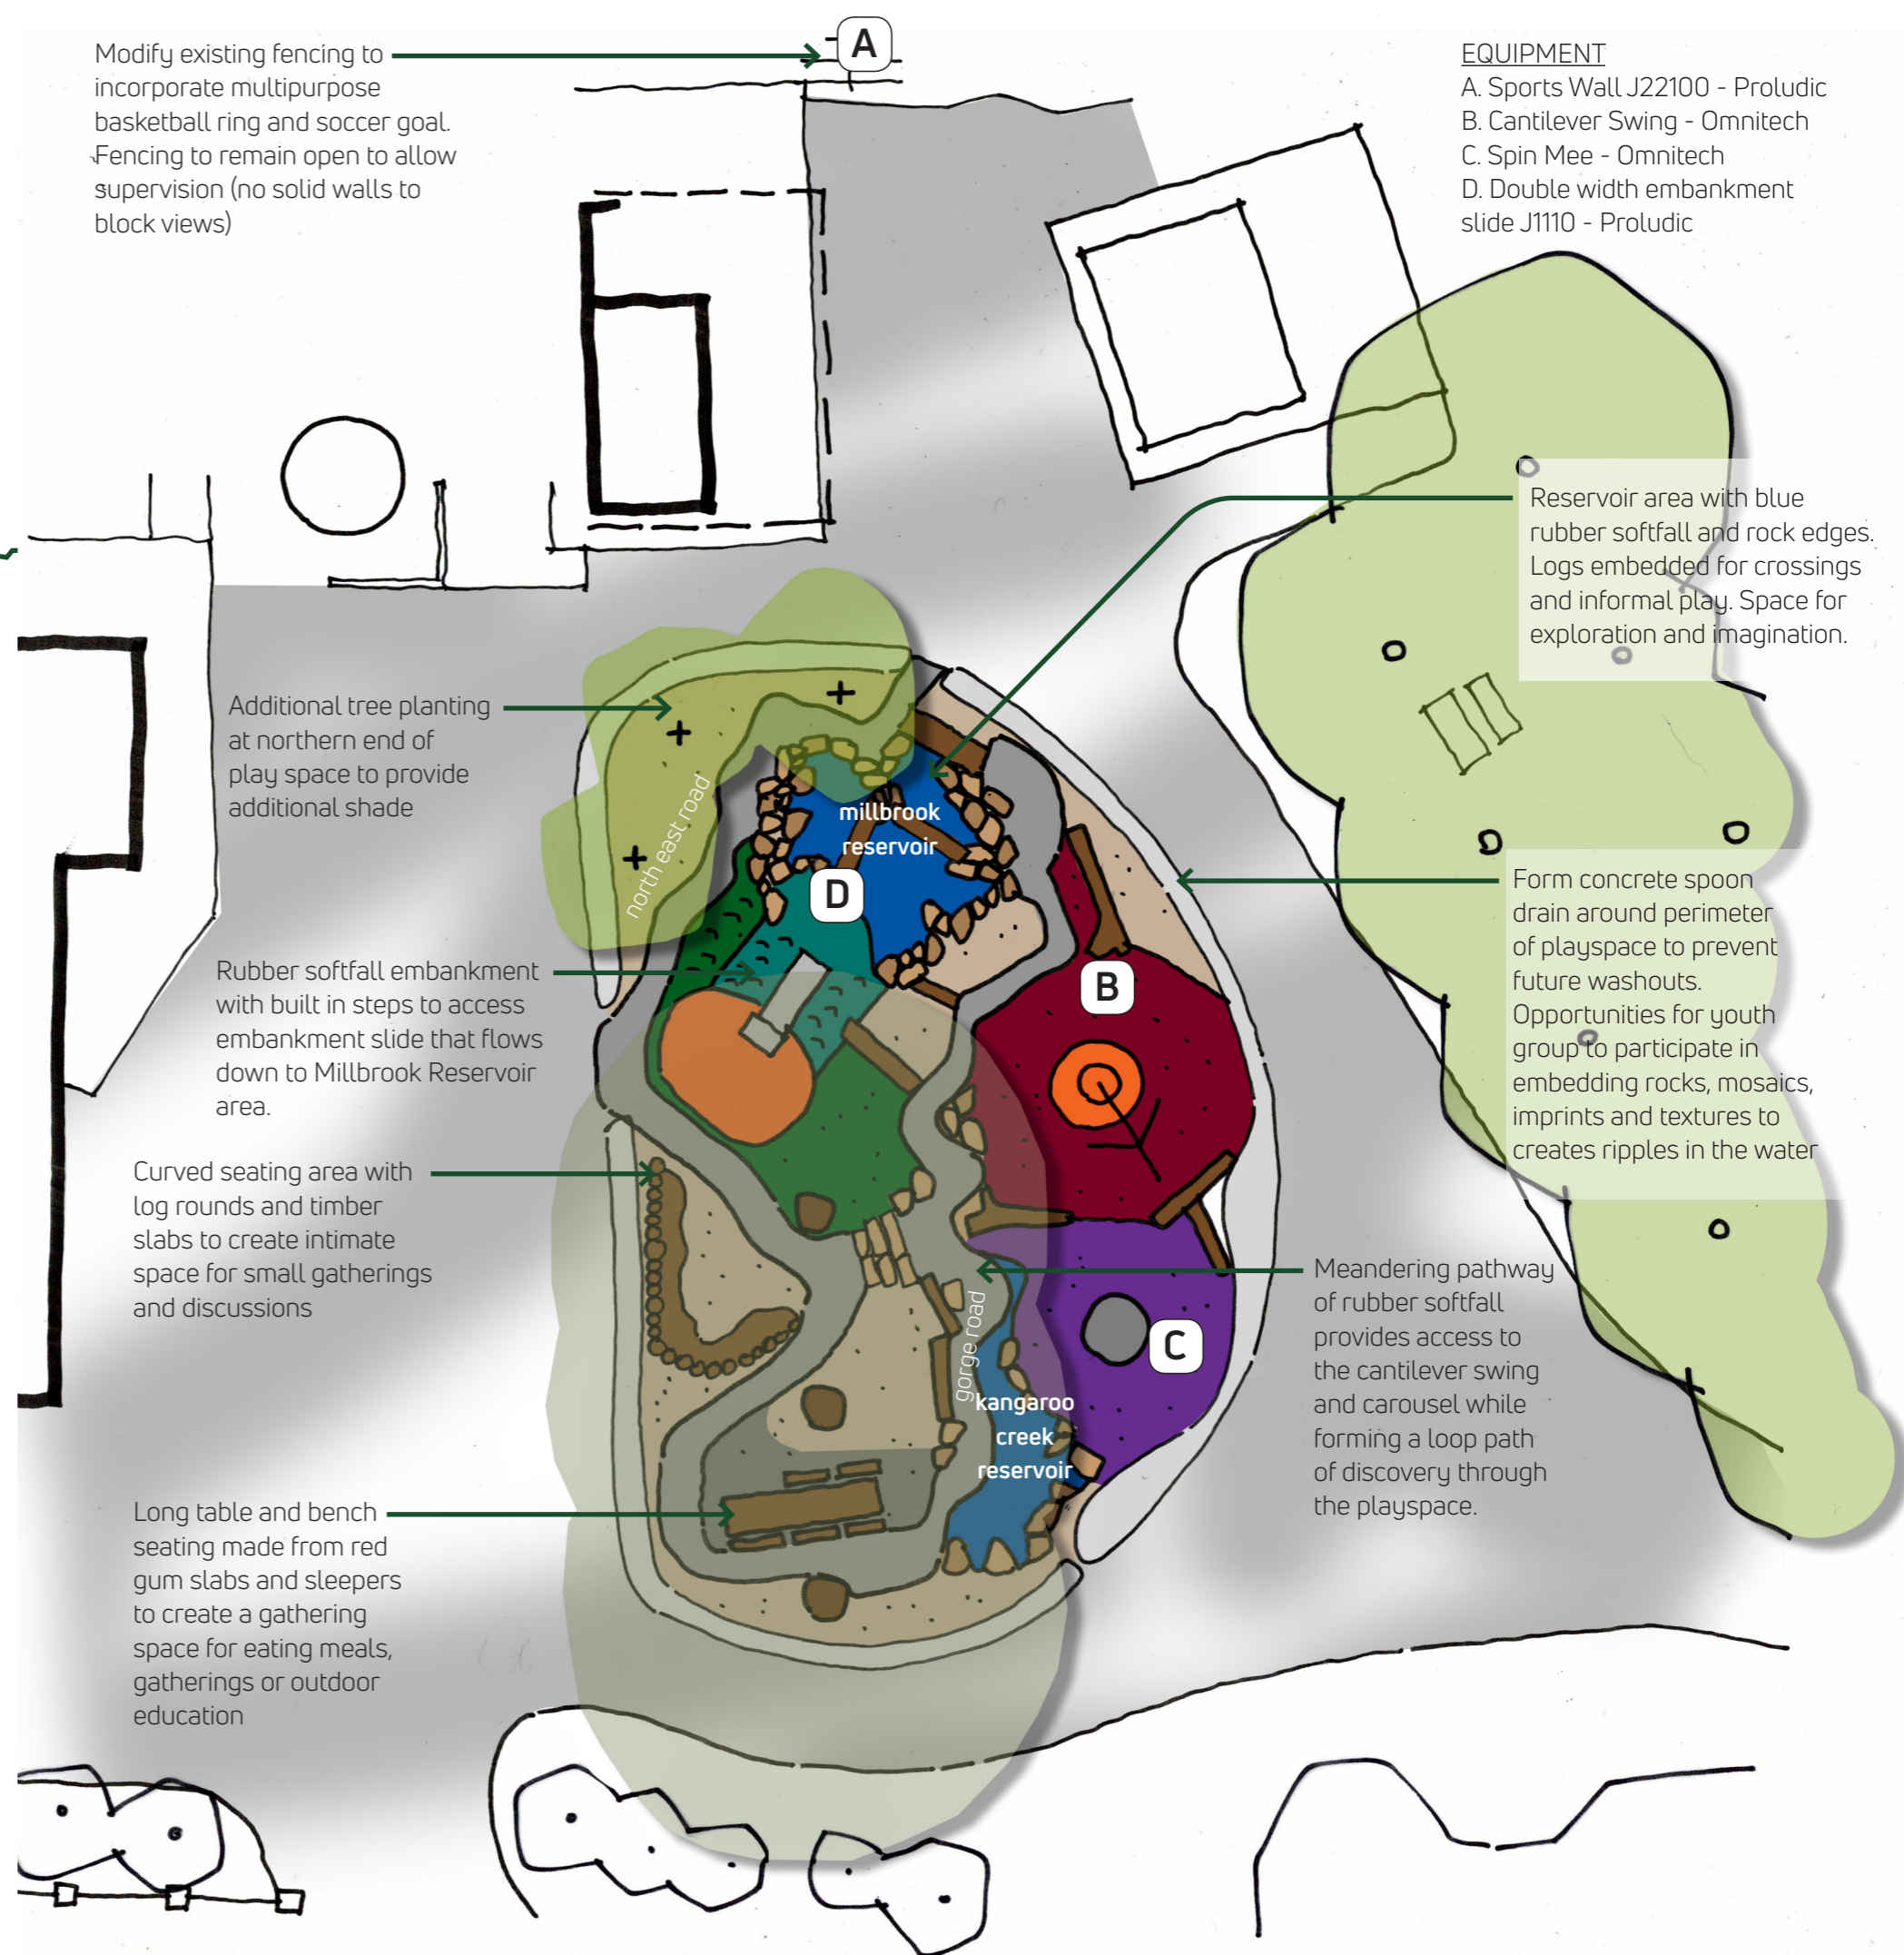 Modify existing fencing to
incorporate multipurpose
basketball ring and soccer goal.
Fencing to remain open to allow
supervision (no solid walls to
block views)
A
EQUIPMENT
A. Sports Wall J22100 - Proludic
B. Cantilever Swing - Omnitech
C. Spin Mee - Omnitech
D. Double width embankment
slide J1110 - Proludic
Reservoir area with blue
rubber softfall and rock edges.
Logs embedded for crossings
and informal play. Space for
exploration and imagination.
Additional tree planting
at northern end of
play space to provide
additional shade
north east road
millbrook
reservoir
D
Form concrete spoon
drain around perimeter
of playspace to prevent
future washouts.
Opportunities for youth
group to participate in
embedding rocks, mosaics,
imprints and textures to
creates ripples in the water
Rubber softfall embankment
with built in steps to access
embankment slide that flows
down to Millbrook Reservoir
area.
B
Curved seating area with
log rounds and timber
slabs to create intimate
space for small gatherings
and discussions
Meandering pathway
of rubber softfall
provides access to
the cantilever swing
and carousel while
forming a loop path
of discovery through
the playspace.
C
gorge road
kangaroo
creek
reservoir
Long table and bench
seating made from red
gum slabs and sleepers
to create a gathering
space for eating meals,
gatherings or outdoor
education